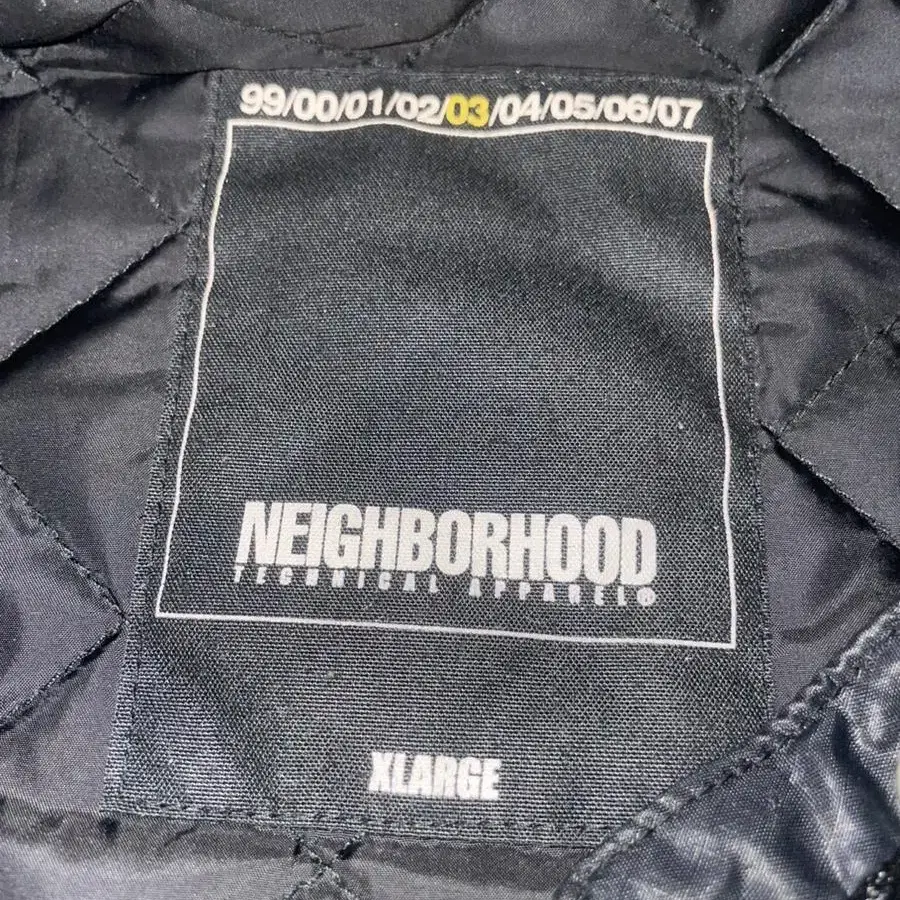 99/00/01/02/03/04/05/06/07
NEIGHBORHOOD
TECHNICAL APPAREL®
XLARGE